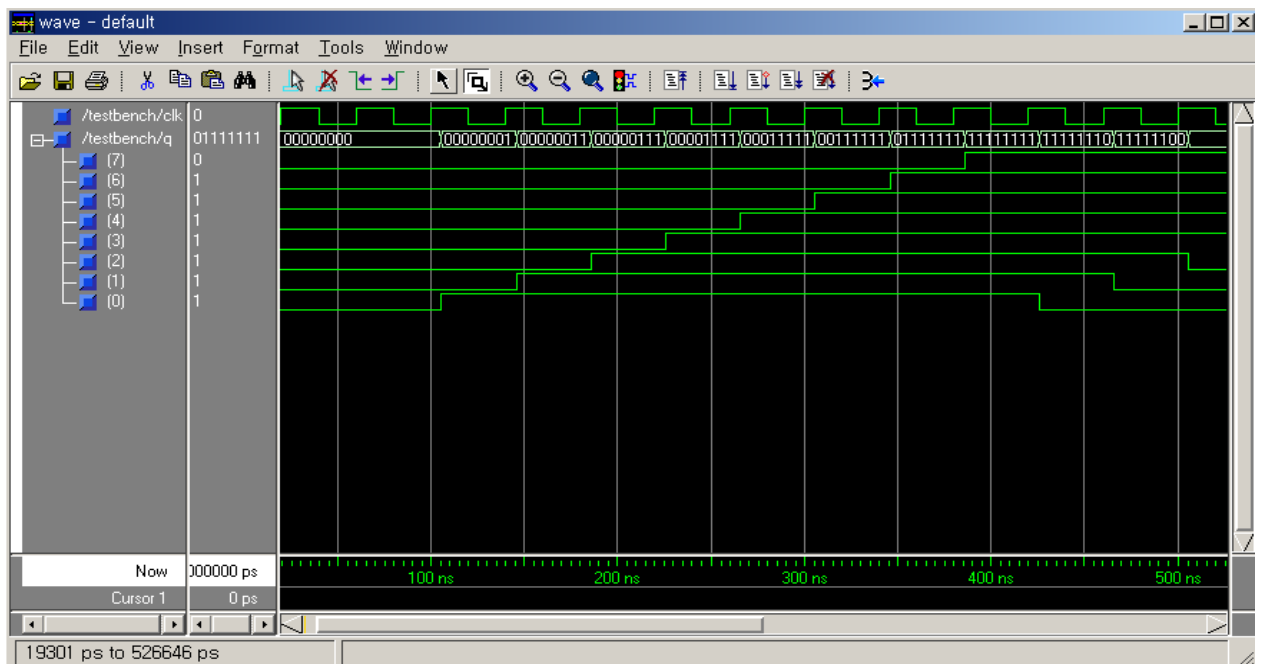 wave - default
File Edit View Insert Format Tools Window
/testbench/clk 0
/testbench/q 01111111 00000000 00000001 00000011 00000111 00001111 00011111 00111111 01111111 11111111 11111110 11111100
(7) 0
(6) 1
(5) 1
(4) 1
(3) 1
(2) 1
(1) 1
(0) 1
Now 000000 ps 100 ns 200 ns 300 ns 400 ns 500 ns
Cursor 1 0 ps
19301 ps to 526646 ps